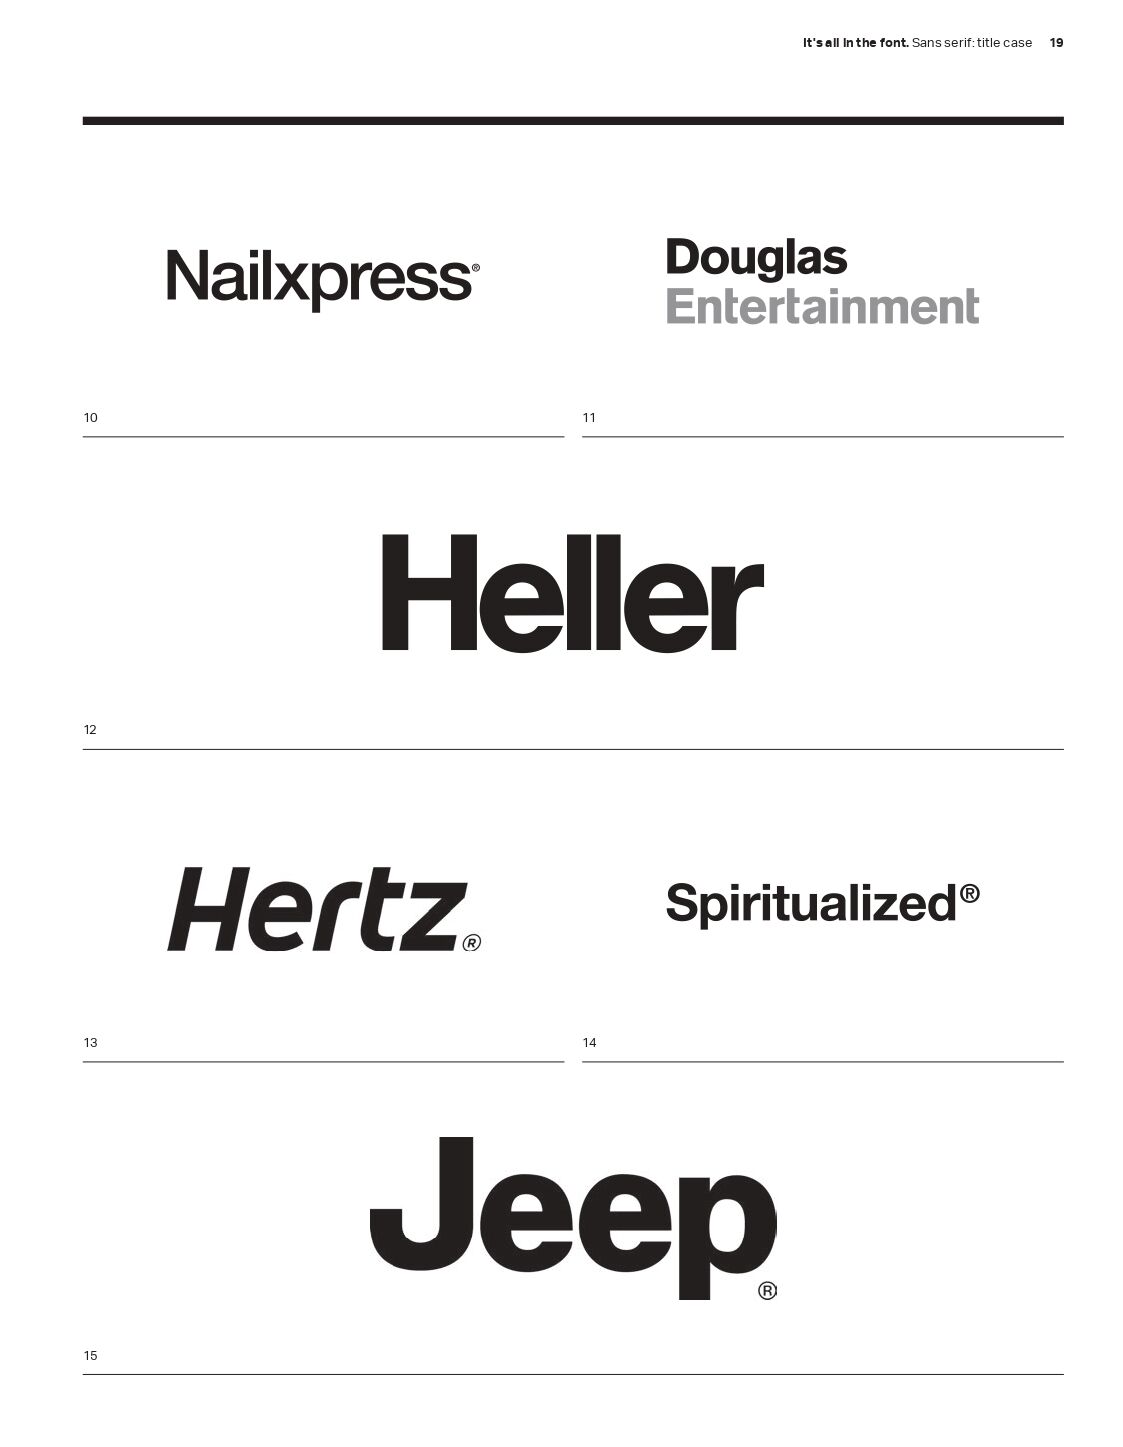 It's all in the font. Sans serif: title case 19
Nailxpress®
Douglas
Entertainment
10
11
Heller
12
Hertz®
Spiritualized®
13
14
Jeep®
15